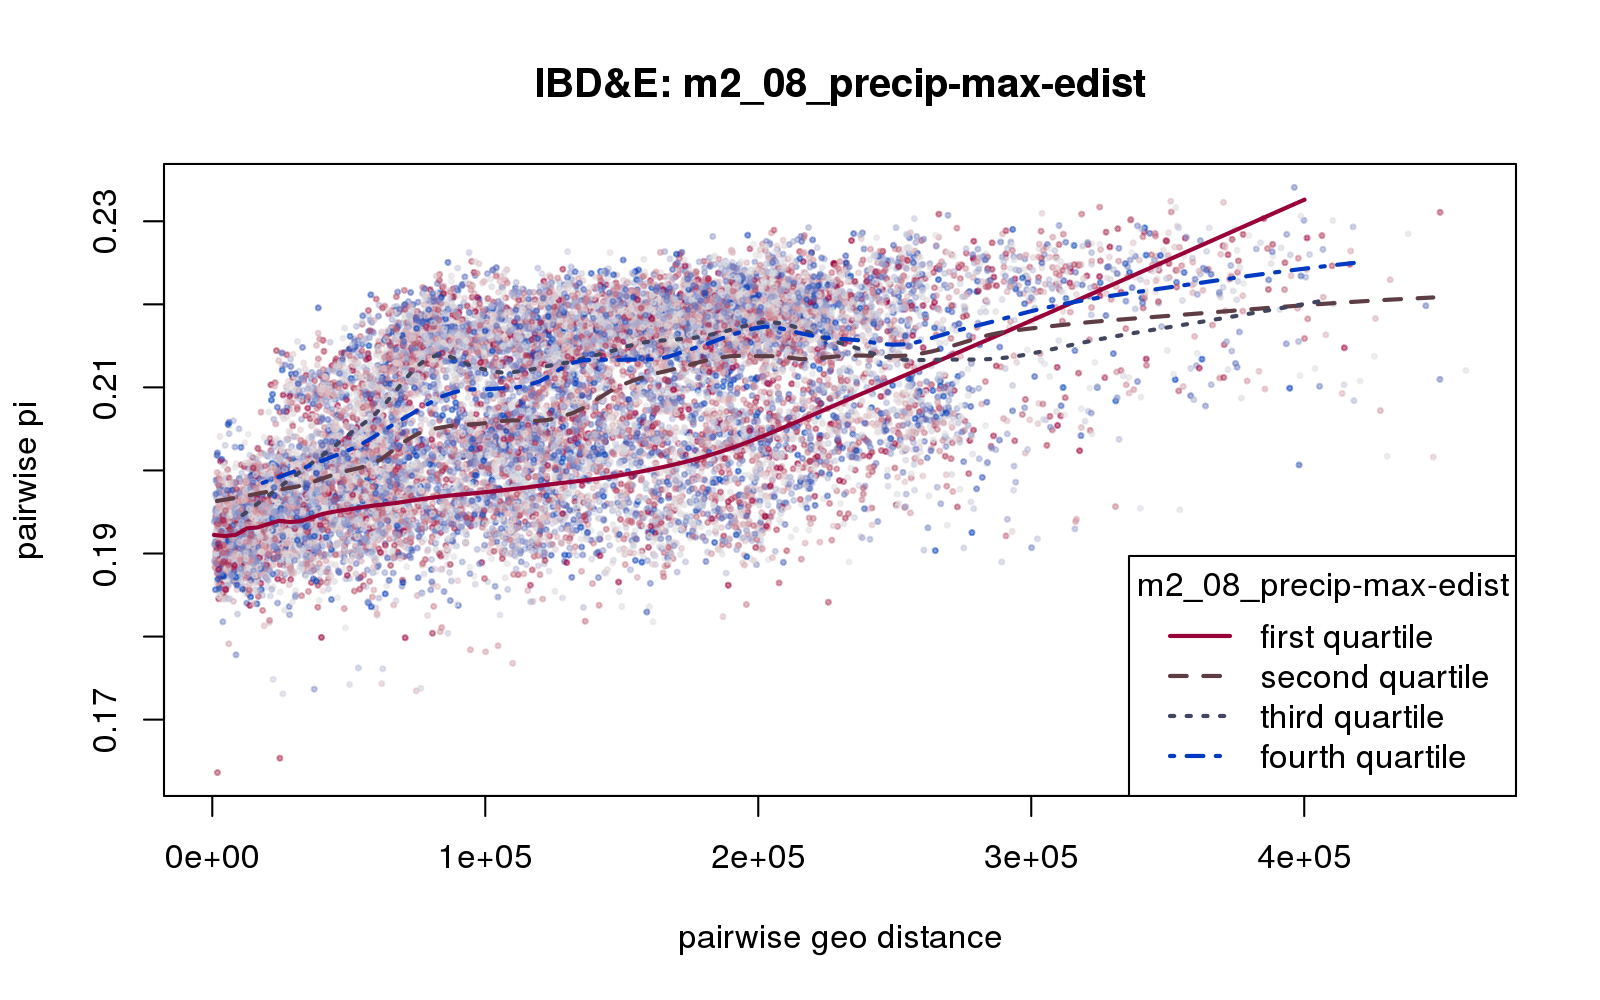 IBD&E: m2_08_precip-max-edist
pairwise pi
0.23
0.21
0.19
0.17
0e+00 1e+05 2e+05 3e+05 4e+05
pairwise geo distance
m2_08_precip-max-edist
first quartile
second quartile
third quartile
fourth quartile